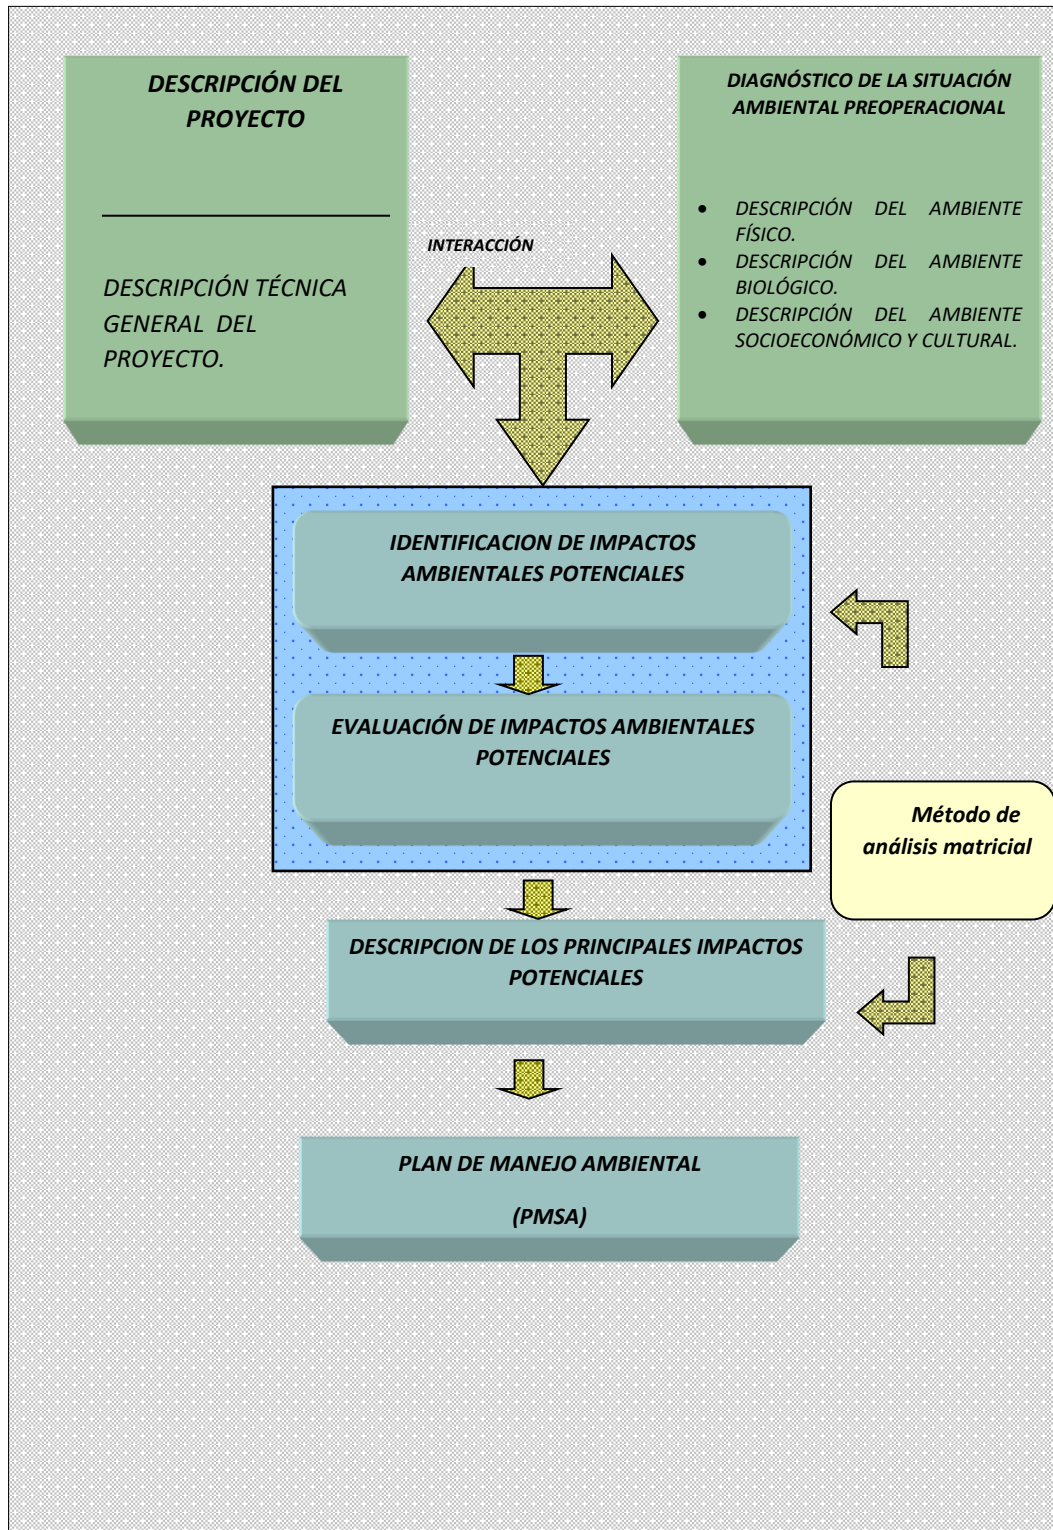 DESCRIPCIÓN DEL
PROYECTO
DESCRIPCIÓN TÉCNICA
GENERAL DEL
PROYECTO.
DIAGNÓSTICO DE LA SITUACIÓN
AMBIENTAL PREOPERACIONAL
• DESCRIPCIÓN DEL AMBIENTE
FÍSICO.
• DESCRIPCIÓN DEL AMBIENTE
BIOLÓGICO.
• DESCRIPCIÓN DEL AMBIENTE
SOCIOECONÓMICO Y CULTURAL.
INTERACCIÓN
IDENTIFICACION DE IMPACTOS
AMBIENTALES POTENCIALES
EVALUACIÓN DE IMPACTOS AMBIENTALES
POTENCIALES
Método de
análisis matricial
DESCRIPCION DE LOS PRINCIPALES IMPACTOS
POTENCIALES
PLAN DE MANEJO AMBIENTAL
(PMSA)